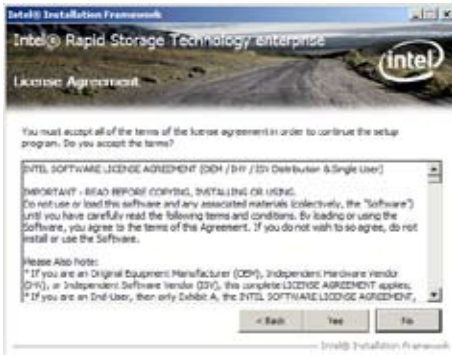 Intel® Installation Framework
Intel® Rapid Storage Technology enterprise
License Agreement
intel
You must accept all of the terms of the license agreement in order to continue the setup
program. Do you accept the terms?
INTEL SOFTWARE LICENSE AGREEMENT (OEM / IHV / ISV Distribution & Single User)
IMPORTANT - READ BEFORE COPYING, INSTALLING OR USING.
Do not use or load this software and any associated materials (collectively, the "Software")
until you have carefully read the following terms and conditions. By loading or using the
Software, you agree to the terms of this Agreement. If you do not wish to so agree, do not
install or use the Software.
Please Also Note:
* If you are an Original Equipment Manufacturer (OEM), Independent Hardware Vendor
(IHV), or Independent Software Vendor (ISV), this complete LICENSE AGREEMENT applies;
* If you are an End-User, then only Exhibit A, the INTEL SOFTWARE LICENSE AGREEMENT,
< Back Yes No
Intel® Installation Framework